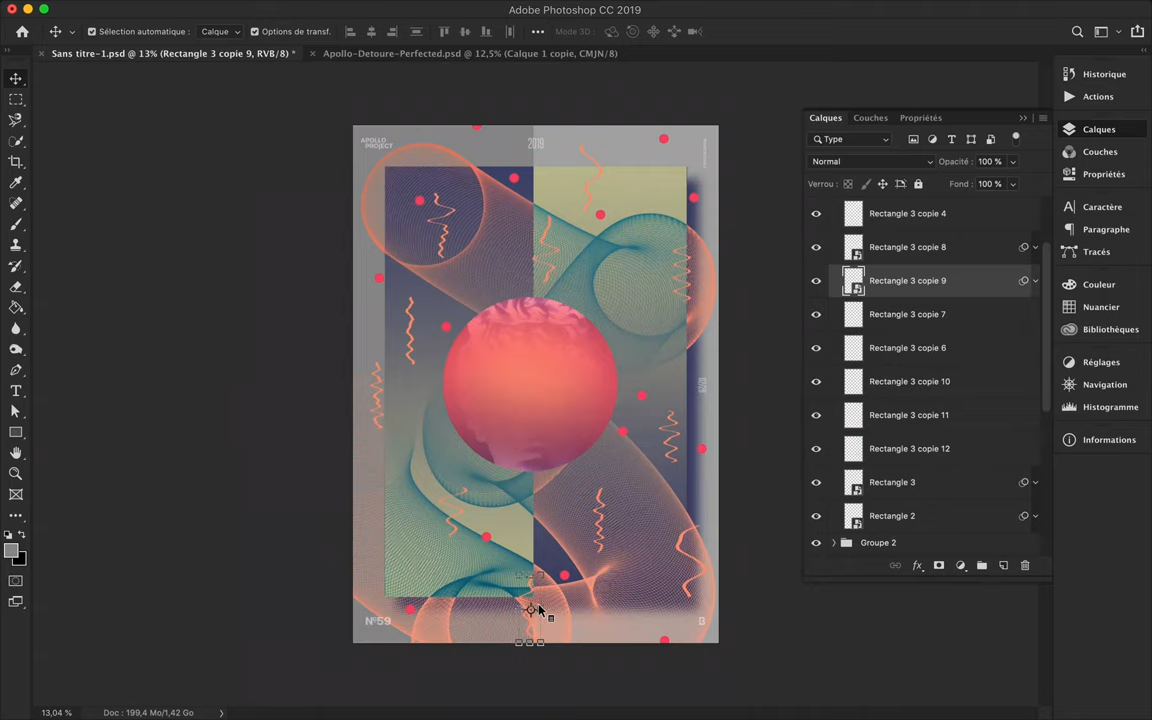 Adobe Photoshop CC 2019
Sélection automatique :
Calque
Options de transf.
Mode 3D :
Sans titre-1.psd @ 13% (Rectangle 3 copie 9, RVB/8) *
Apollo-Detoure-Perfected.psd @ 12,5% (Calque 1 copie, CMJN/8)
APOLLO
PROJECT
2019
N°59
Calques
Couches
Propriétés
Type
Normal
Opacité : 100 %
Verrou :
Fond : 100 %
Rectangle 3 copie 4
Rectangle 3 copie 8
Rectangle 3 copie 9
Rectangle 3 copie 7
Rectangle 3 copie 6
Rectangle 3 copie 10
Rectangle 3 copie 11
Rectangle 3 copie 12
Rectangle 3
Rectangle 2
Groupe 2
fx
Historique
Actions
Calques
Couches
Propriétés
Caractère
Paragraphe
Tracés
Couleur
Nuancier
Bibliothèques
Réglages
Navigation
Histogramme
Informations
13,04 %
Doc : 199,4 Mo/1,42 Go